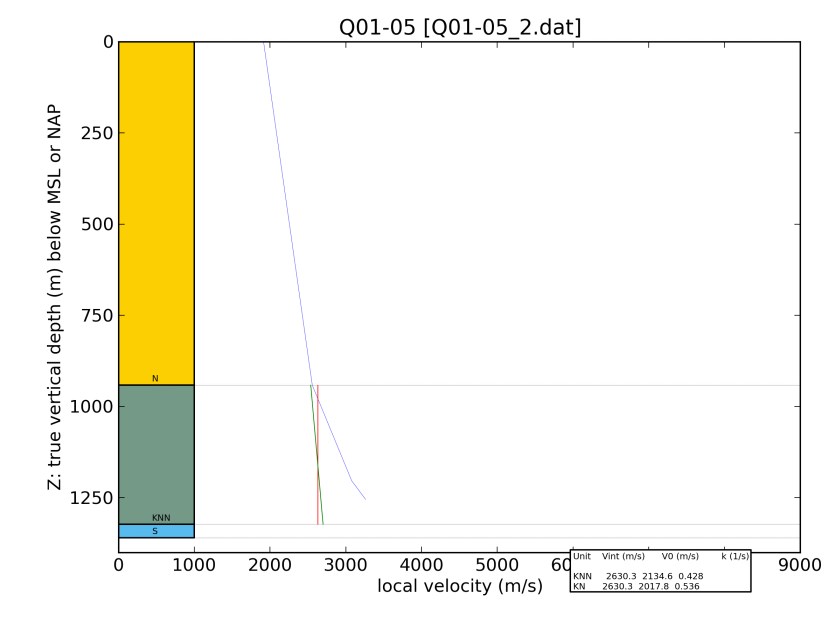 Q01-05 [Q01-05_2.dat]
Z: true vertical depth (m) below MSL or NAP
0
250
500
750
1000
1250
N
KNN
S
0 1000 2000 3000 4000 5000 60 9000
local velocity (m/s)
Unit Vint (m/s) V0 (m/s) k (1/s)
KNN 2630.3 2134.6 0.428
KN 2630.3 2017.8 0.536